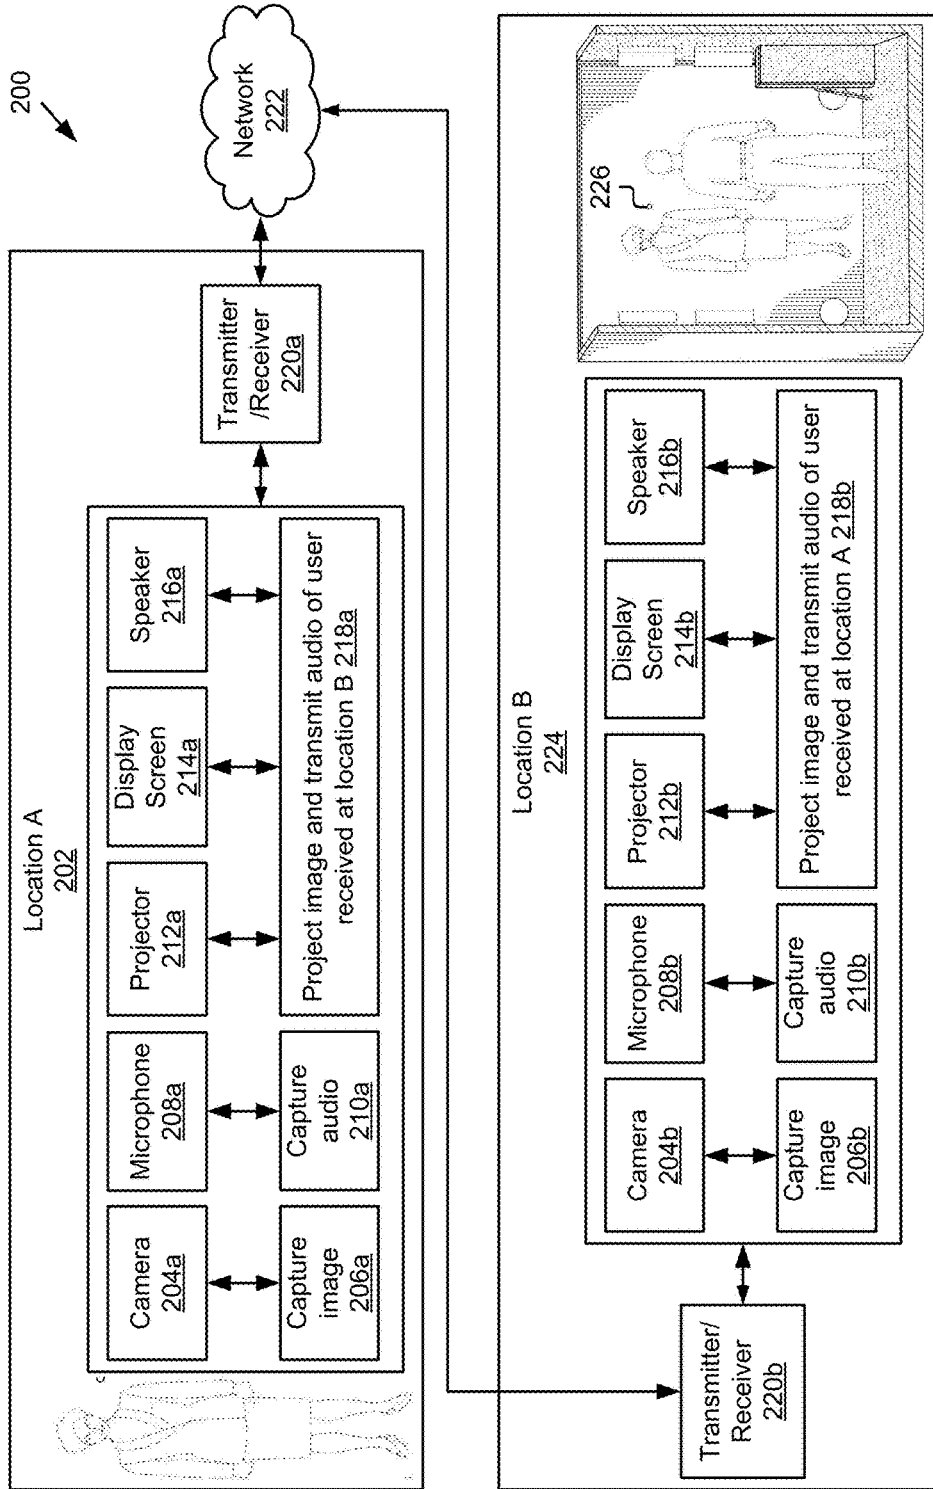 200
Location A
202
Camera
204a
Microphone
208a
Projector
212a
Display
Screen
214a
Speaker
216a
Capture
image
206a
Capture
audio
210a
Project image and transmit audio of user
received at location B 218a
Transmitter
/Receiver
220a
Network
222
Location B
224
Camera
204b
Microphone
208b
Projector
212b
Display
Screen
214b
Speaker
216b
Capture
image
206b
Capture
audio
210b
Project image and transmit audio of user
received at location A 218b
Transmitter/
Receiver
220b
226